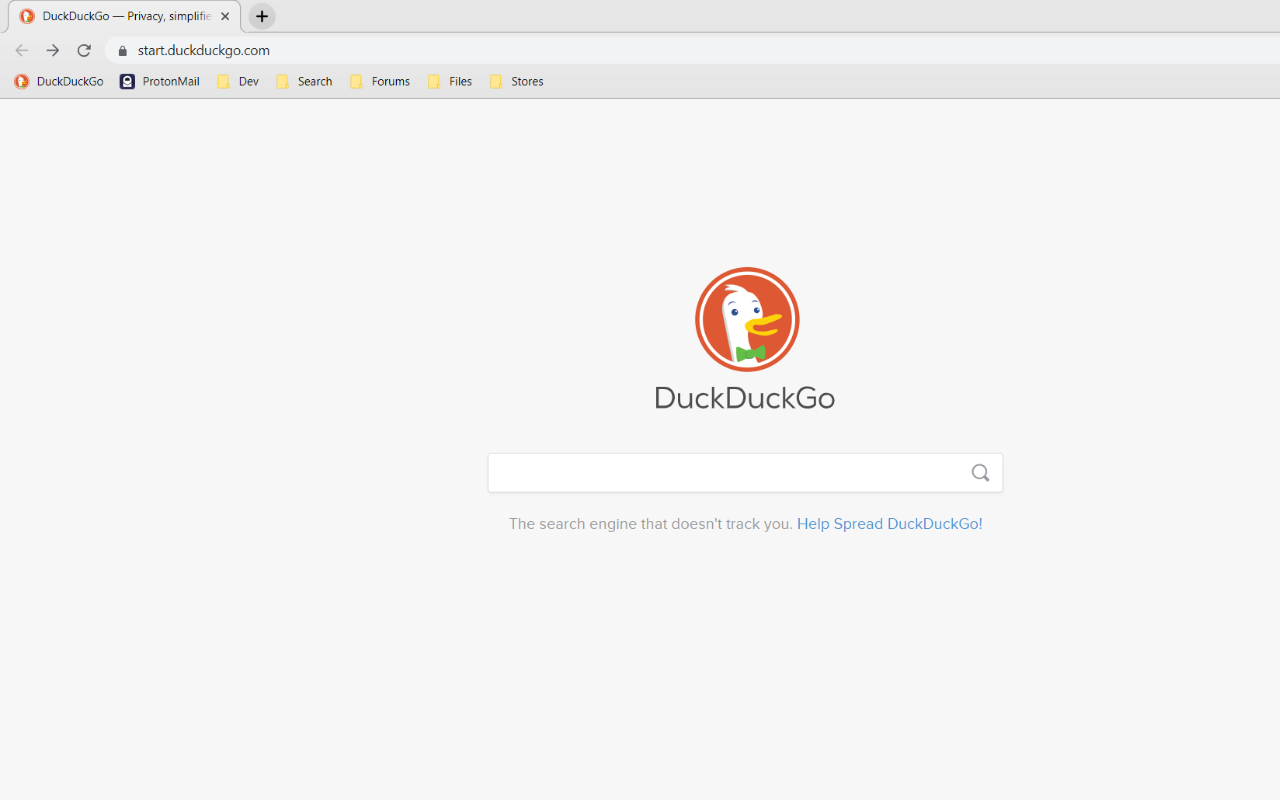 DuckDuckGo — Privacy, simplifie
start.duckduckgo.com
DuckDuckGo ProtonMail Dev Search Forums Files Stores
DuckDuckGo
The search engine that doesn't track you. Help Spread DuckDuckGo!